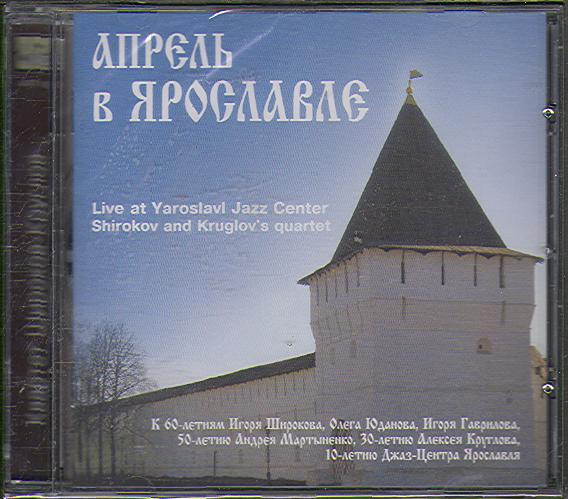 АПРЕЛЬ
в ЯРОСЛАВЛЕ
Live at Yaroslavl Jazz Center
Shirokov and Kruglov's quartet
К 60-летиям Игоря Широкова, Олега Юданова, Игоря Гаврилова,
50-летию Андрея Мартыненко, 30-летию Алексея Круглова,
10-летию Джаз-Центра Ярославля